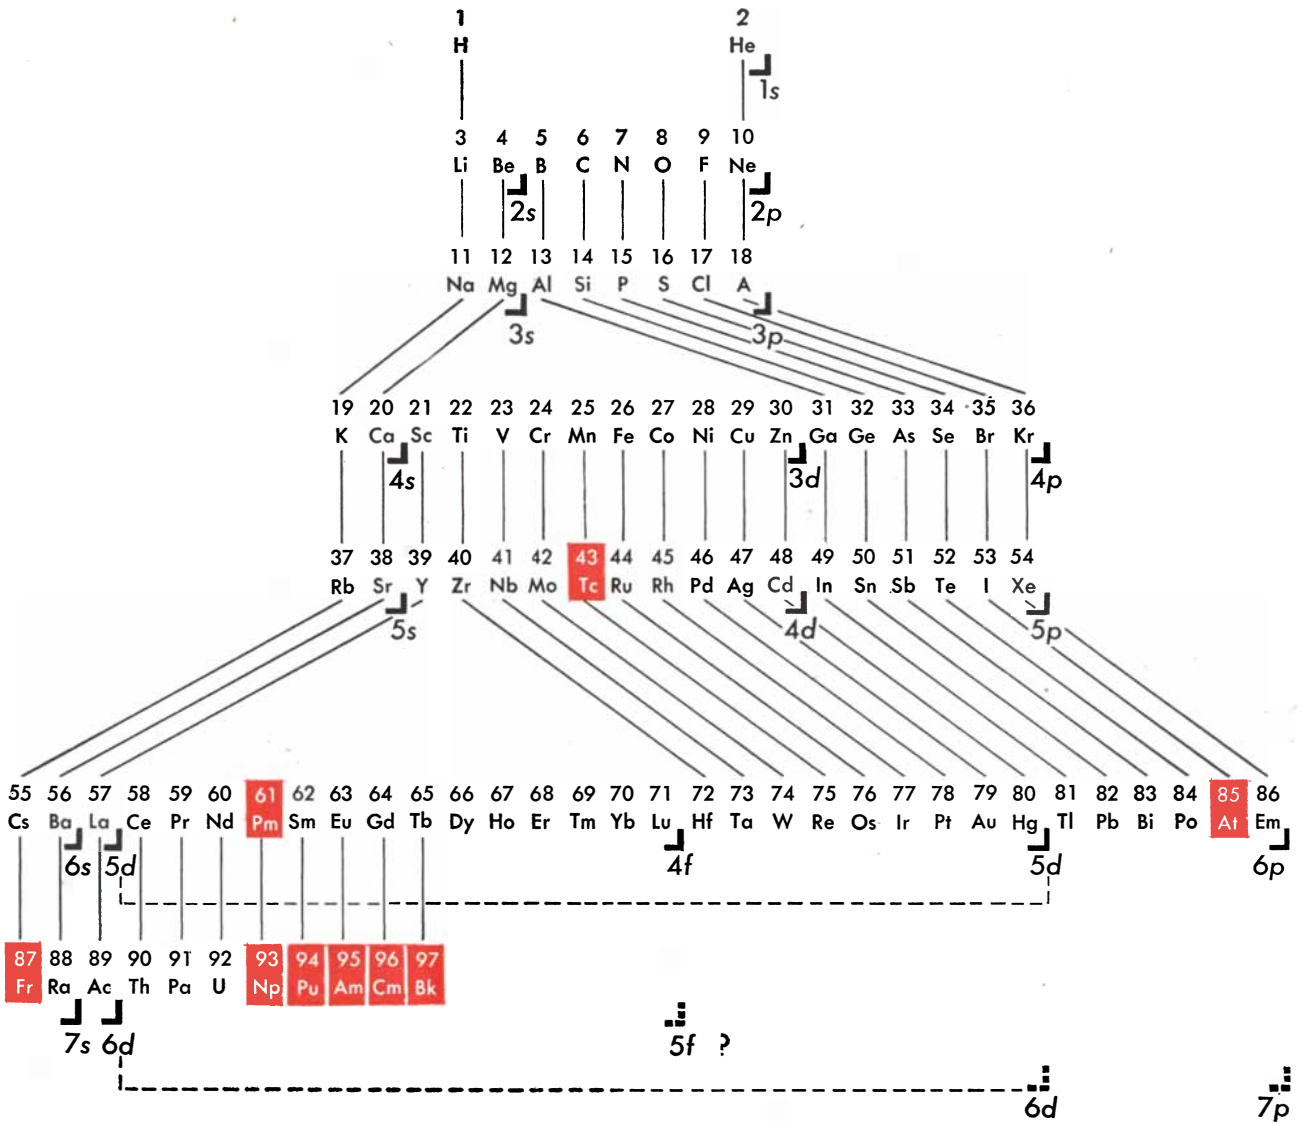 1 2
H He
1s
3 4 5 6 7 8 9 10
Li Be B C N O F Ne
2s 2p
11 12 13 14 15 16 17 18
Na Mg Al Si P S Cl A
3s 3p
19 20 21 22 23 24 25 26 27 28 29 30 31 32 33 34 35 36
K Ca Sc Ti V Cr Mn Fe Co Ni Cu Zn Ga Ge As Se Br Kr
4s 3d 4p
37 38 39 40 41 42 43 44 45 46 47 48 49 50 51 52 53 54
Rb Sr Y Zr Nb Mo Tc Ru Rh Pd Ag Cd In Sn Sb Te I Xe
5s 4d 5p
55 56 57 58 59 60 61 62 63 64 65 66 67 68 69 70 71 72 73 74 75 76 77 78 79 80 81 82 83 84 85 86
Cs Ba La Ce Pr Nd Pm Sm Eu Gd Tb Dy Ho Er Tm Yb Lu Hf Ta W Re Os Ir Pt Au Hg Tl Pb Bi Po At Em
6s 5d 4f 5d 6p
87 88 89 90 91 92 93 94 95 96 97
Fr Ra Ac Th Pa U Np Pu Am Cm Bk
7s 6d 5f ?
6d 7p